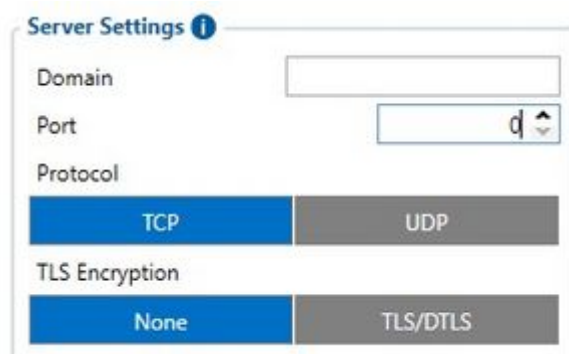 Server Settings i
Domain
Port 0
Protocol
TCP UDP
TLS Encryption
None TLS/DTLS